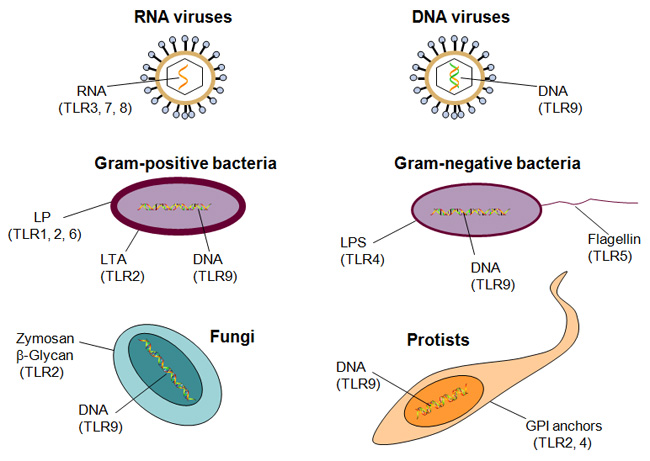 RNA viruses
RNA
(TLR3, 7, 8)
DNA viruses
DNA
(TLR9)
Gram-positive bacteria
LP
(TLR1, 2, 6)
LTA
(TLR2)
DNA
(TLR9)
Gram-negative bacteria
LPS
(TLR4)
DNA
(TLR9)
Flagellin
(TLR5)
Fungi
Zymosan
β-Glycan
(TLR2)
DNA
(TLR9)
Protists
DNA
(TLR9)
GPI anchors
(TLR2, 4)